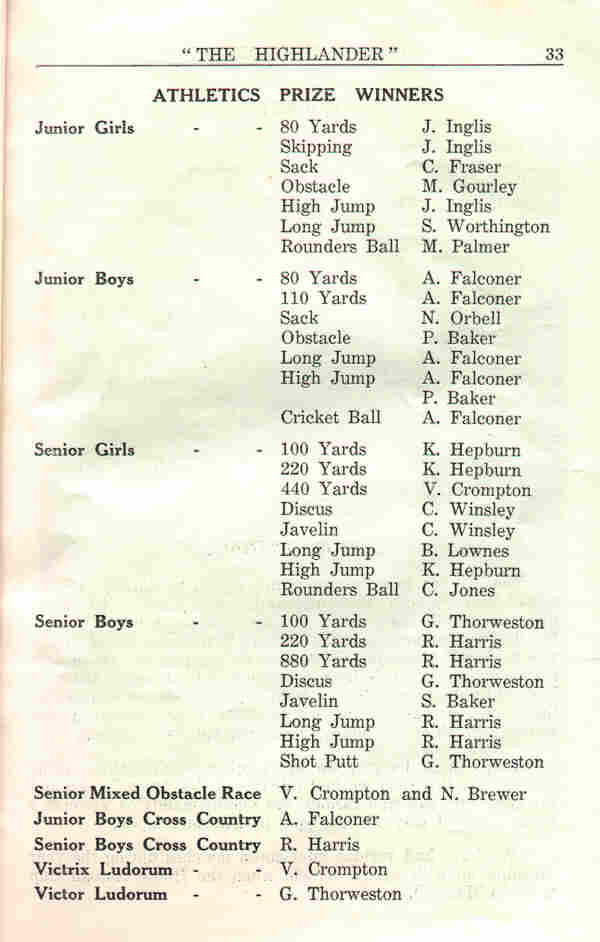 "THE HIGHLANDER" 33
ATHLETICS PRIZE WINNERS
Junior Girls - - 80 Yards J. Inglis
Skipping J. Inglis
Sack C. Fraser
Obstacle M. Gourley
High Jump J. Inglis
Long Jump S. Worthington
Rounders Ball M. Palmer
Junior Boys - - 80 Yards A. Falconer
110 Yards A. Falconer
Sack N. Orbell
Obstacle P. Baker
Long Jump A. Falconer
High Jump A. Falconer
P. Baker
Cricket Ball A. Falconer
Senior Girls - - 100 Yards K. Hepburn
220 Yards K. Hepburn
440 Yards V. Crompton
Discus C. Winsley
Javelin C. Winsley
Long Jump B. Lownes
High Jump K. Hepburn
Rounders Ball C. Jones
Senior Boys - - 100 Yards G. Thorweston
220 Yards R. Harris
880 Yards R. Harris
Discus G. Thorweston
Javelin S. Baker
Long Jump R. Harris
High Jump R. Harris
Shot Putt G. Thorweston
Senior Mixed Obstacle Race V. Crompton and N. Brewer
Junior Boys Cross Country A. Falconer
Senior Boys Cross Country R. Harris
Victrix Ludorum - - V. Crompton
Victor Ludorum - - G. Thorweston